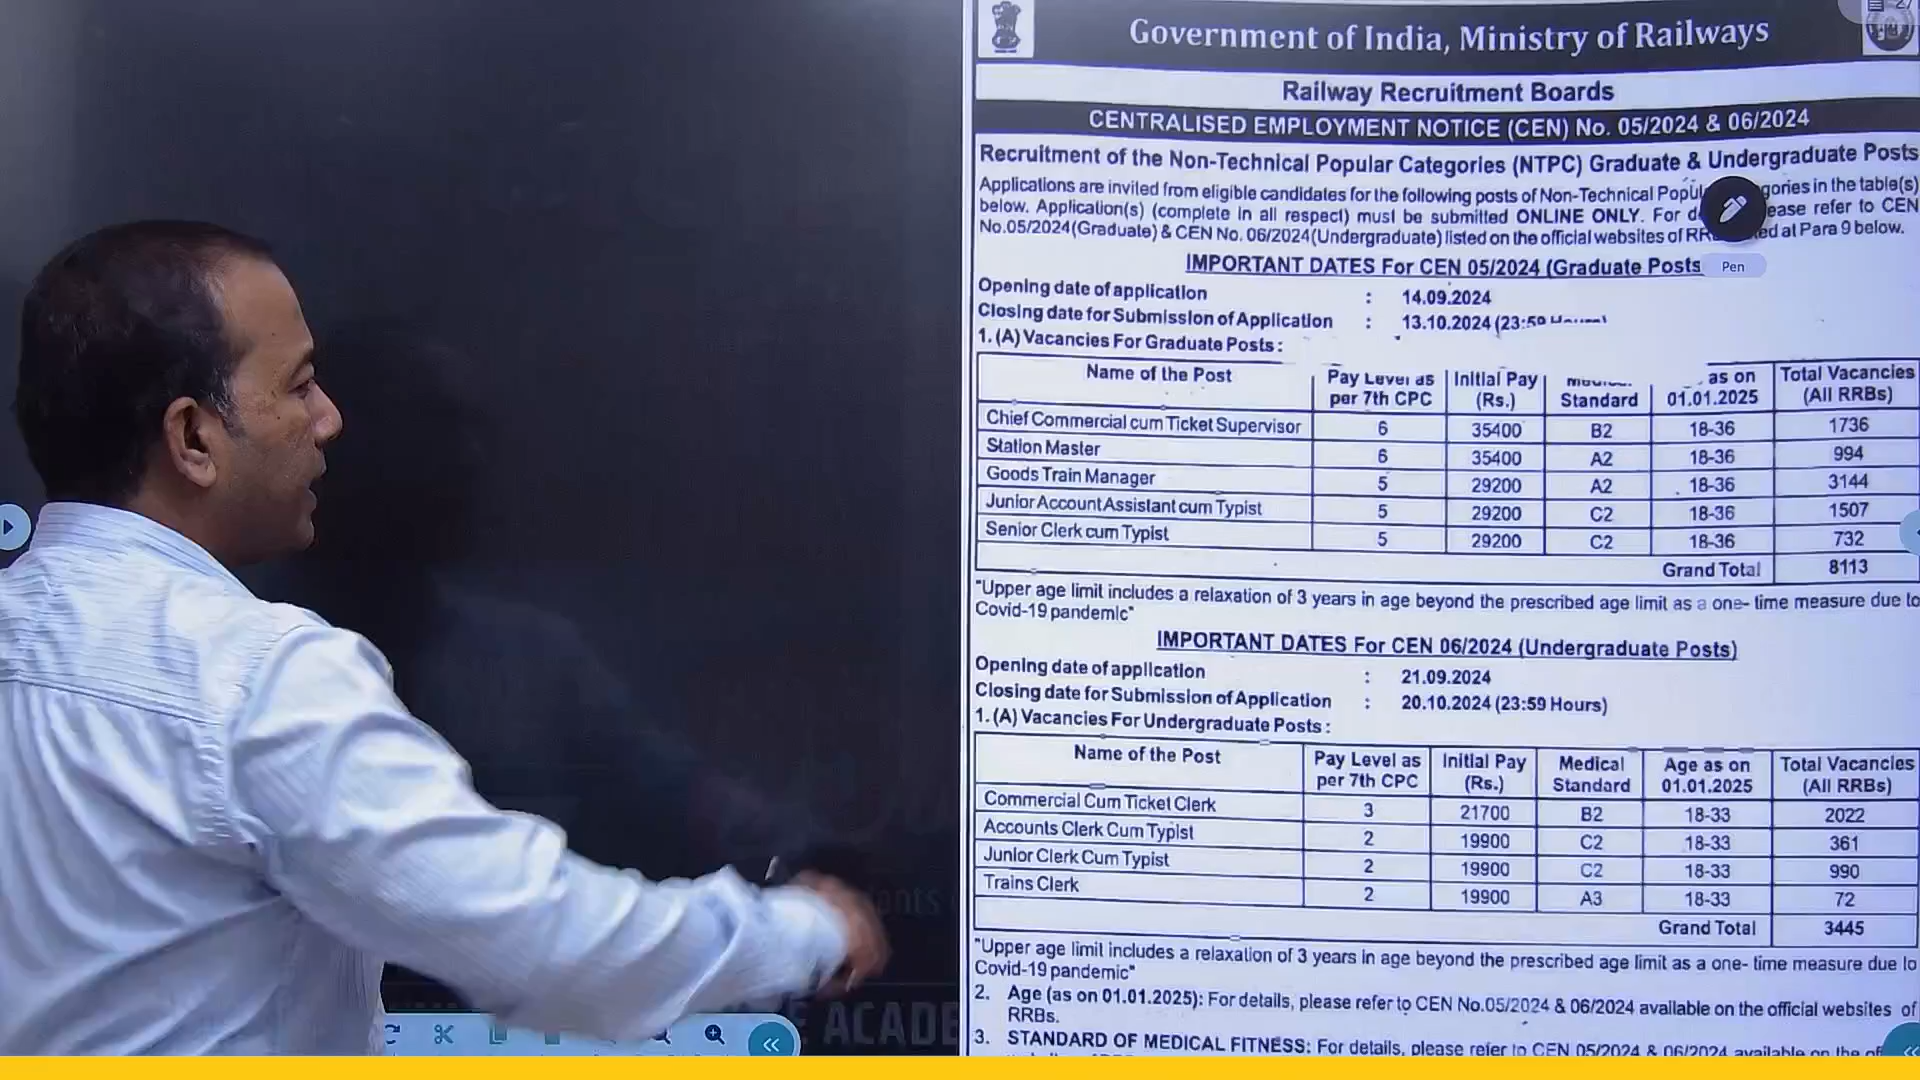 Government of India, Ministry of Railways
Railway Recruitment Boards
CENTRALISED EMPLOYMENT NOTICE (CEN) No. 05/2024 & 06/2024
Recruitment of the Non-Technical Popular Categories (NTPC) Graduate & Undergraduate Posts
Applications are invited from eligible candidates for the following posts of Non-Technical Popul gories in the table(s)
below. Application(s) (complete in all respect) must be submitted ONLINE ONLY. For d ease refer to CEN
No.05/2024(Graduate) & CEN No. 06/2024(Undergraduate) listed on the official websites of RR ed at Para 9 below.
IMPORTANT DATES For CEN 05/2024 (Graduate Posts
Pen
Opening date of application : 14.09.2024
Closing date for Submission of Application : 13.10.2024 (23:59
1. (A) Vacancies For Graduate Posts :
Name of the Post Pay Level as per 7th CPC Initial Pay (Rs.) Standard as on 01.01.2025 Total Vacancies (All RRBs)
Chief Commercial cum Ticket Supervisor 6 35400 B2 18-36 1736
Station Master 6 35400 A2 18-36 994
Goods Train Manager 5 29200 A2 18-36 3144
Junior Account Assistant cum Typist 5 29200 C2 18-36 1507
Senior Clerk cum Typist 5 29200 C2 18-36 732
Grand Total 8113
"Upper age limit includes a relaxation of 3 years in age beyond the prescribed age limit as a one- time measure due to
Covid-19 pandemic"
IMPORTANT DATES For CEN 06/2024 (Undergraduate Posts)
Opening date of application : 21.09.2024
Closing date for Submission of Application : 20.10.2024 (23:59 Hours)
1. (A) Vacancies For Undergraduate Posts :
Name of the Post Pay Level as per 7th CPC Initial Pay (Rs.) Medical Standard Age as on 01.01.2025 Total Vacancies (All RRBs)
Commercial Cum Ticket Clerk 3 21700 B2 18-33 2022
Accounts Clerk Cum Typist 2 19900 C2 18-33 361
Junior Clerk Cum Typist 2 19900 C2 18-33 990
Trains Clerk 2 19900 A3 18-33 72
Grand Total 3445
"Upper age limit includes a relaxation of 3 years in age beyond the prescribed age limit as a one- time measure due to
Covid-19 pandemic"
2. Age (as on 01.01.2025): For details, please refer to CEN No.05/2024 & 06/2024 available on the official websites of
RRBs.
3. STANDARD OF MEDICAL FITNESS: For details, please refer to CEN 05/2024 & 06/2024 available on the